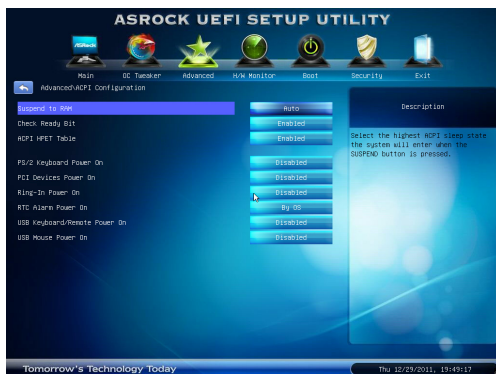 ASROCK UEFI SETUP UTILITY
ASRock
Main
OC Tweaker
Advanced
H/W Monitor
Boot
Security
Exit
Advanced\ACPI Configuration
Suspend to RAM Auto
Check Ready Bit Enabled
ACPI HPET Table Enabled
PS/2 Keyboard Power On Disabled
PCI Devices Power On Disabled
Ring-In Power On Disabled
RTC Alarm Power On By OS
USB Keyboard/Remote Power On Disabled
USB Mouse Power On Disabled
Description
Select the highest ACPI sleep state
the system will enter when the
SUSPEND button is pressed.
Tomorrow's Technology Today
Thu 12/29/2011, 19:49:17